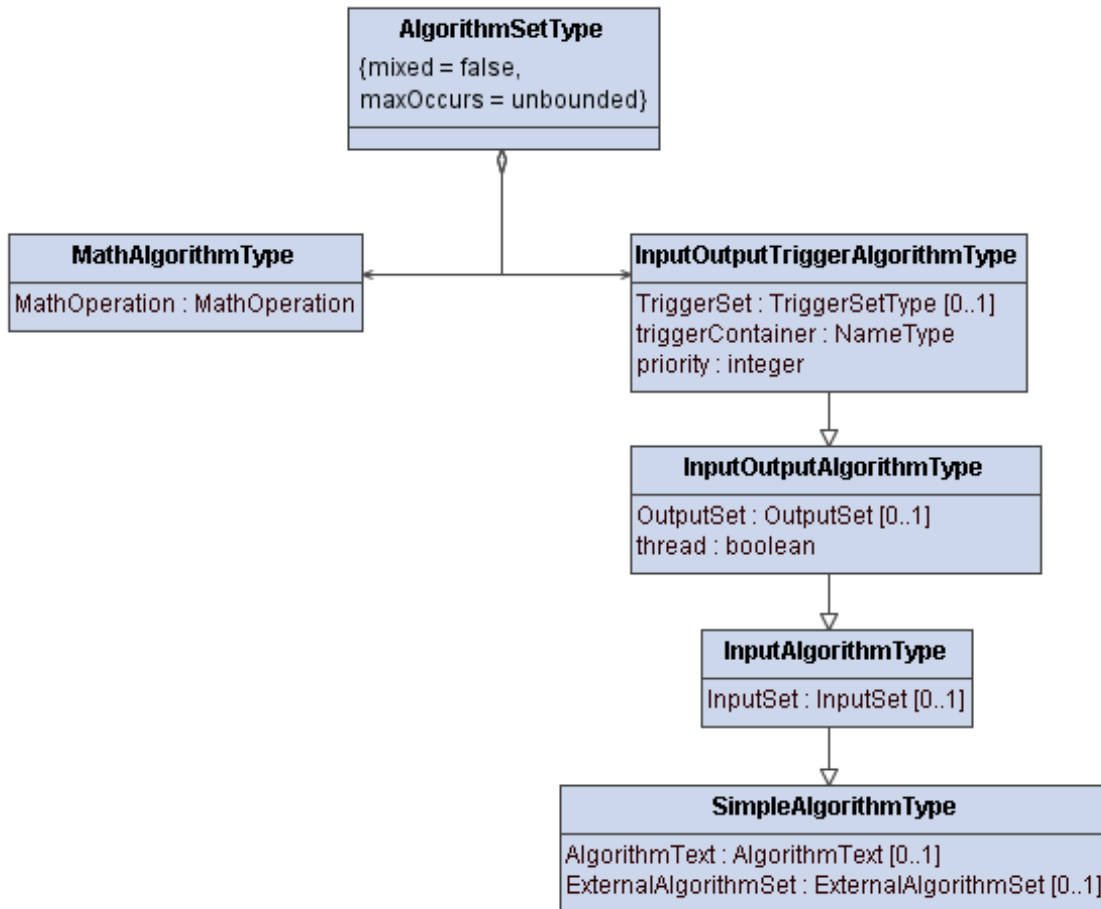 AlgorithmSetType
{mixed = false,
maxOccurs = unbounded}
MathAlgorithmType
MathOperation : MathOperation
InputOutputTriggerAlgorithmType
TriggerSet : TriggerSetType [0..1]
triggerContainer : NameType
priority : integer
InputOutputAlgorithmType
OutputSet : OutputSet [0..1]
thread : boolean
InputAlgorithmType
InputSet : InputSet [0..1]
SimpleAlgorithmType
AlgorithmText : AlgorithmText [0..1]
ExternalAlgorithmSet : ExternalAlgorithmSet [0..1]